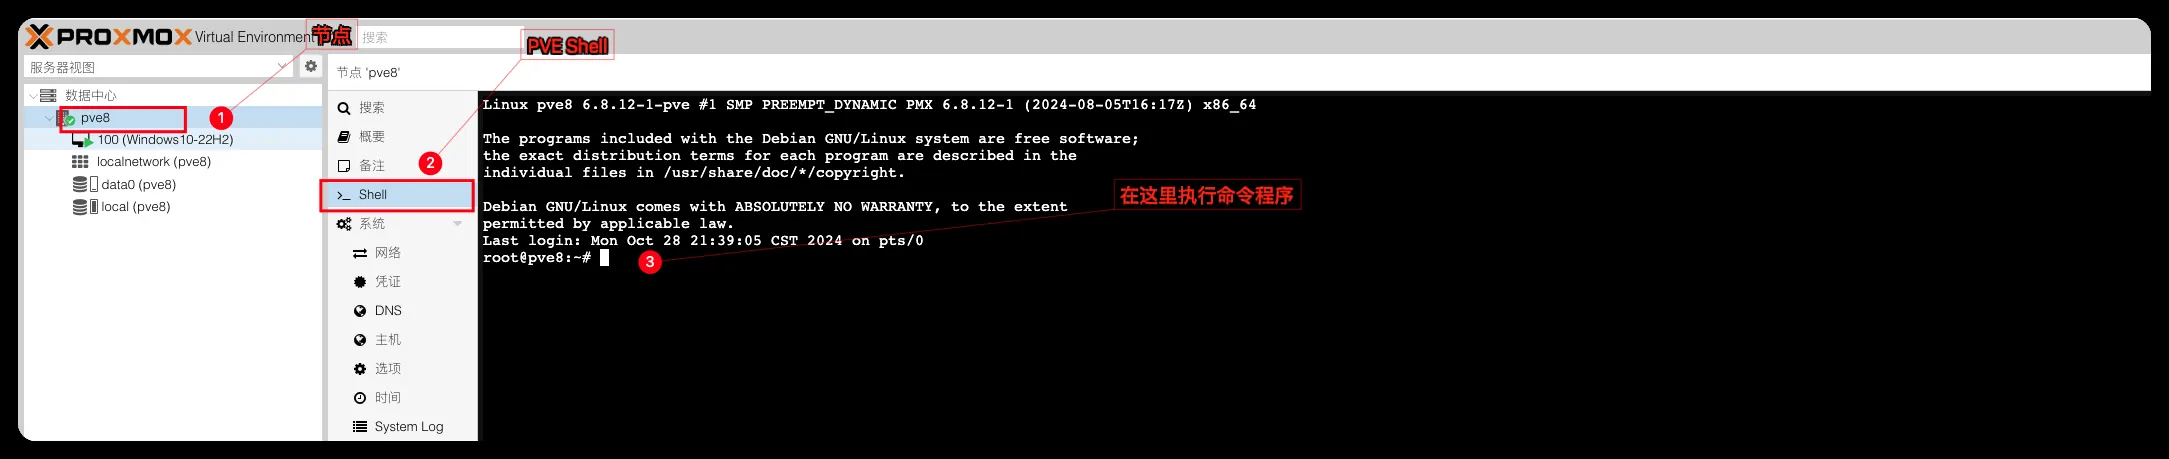 PROXMOX Virtual Environment
搜索
节点
PVE Shell
服务器视图
节点 'pve8'
数据中心
pve8
1
100 (Windows10-22H2)
localnetwork (pve8)
data0 (pve8)
local (pve8)
搜索
概要
备注
2
Shell
系统
网络
凭证
DNS
主机
选项
时间
System Log
Linux pve8 6.8.12-1-pve #1 SMP PREEMPT_DYNAMIC PMX 6.8.12-1 (2024-08-05T16:17Z) x86_64
The programs included with the Debian GNU/Linux system are free software;
the exact distribution terms for each program are described in the
individual files in /usr/share/doc/*/copyright.
Debian GNU/Linux comes with ABSOLUTELY NO WARRANTY, to the extent
permitted by applicable law.
Last login: Mon Oct 28 21:39:05 CST 2024 on pts/0
root@pve8:~#
3
在这里执行命令程序